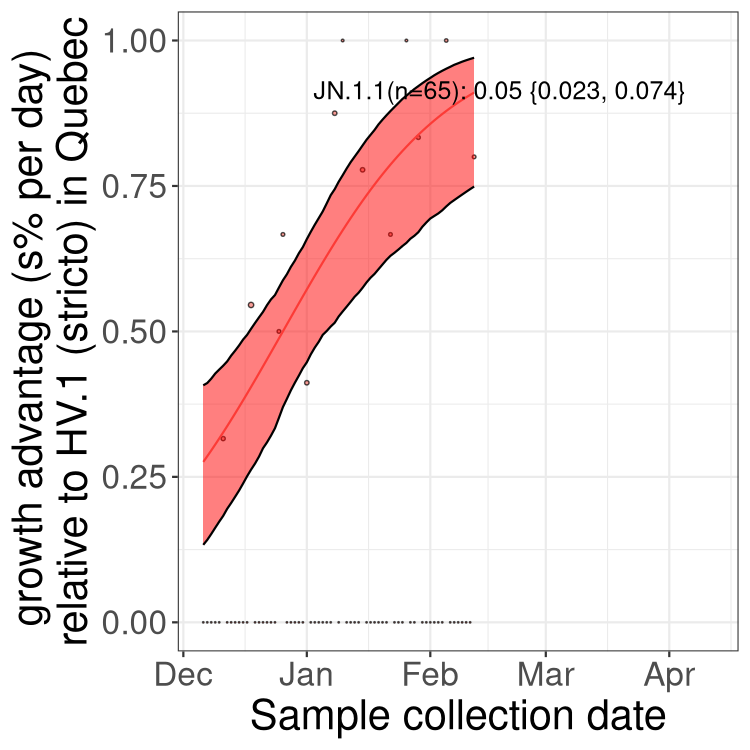 growth advantage (s% per day)
relative to HV.1 (stricto) in Quebec
1.00
0.75
0.50
0.25
0.00
JN.1.1(n=65): 0.05 {0.023, 0.074}
Dec Jan Feb Mar Apr
Sample collection date